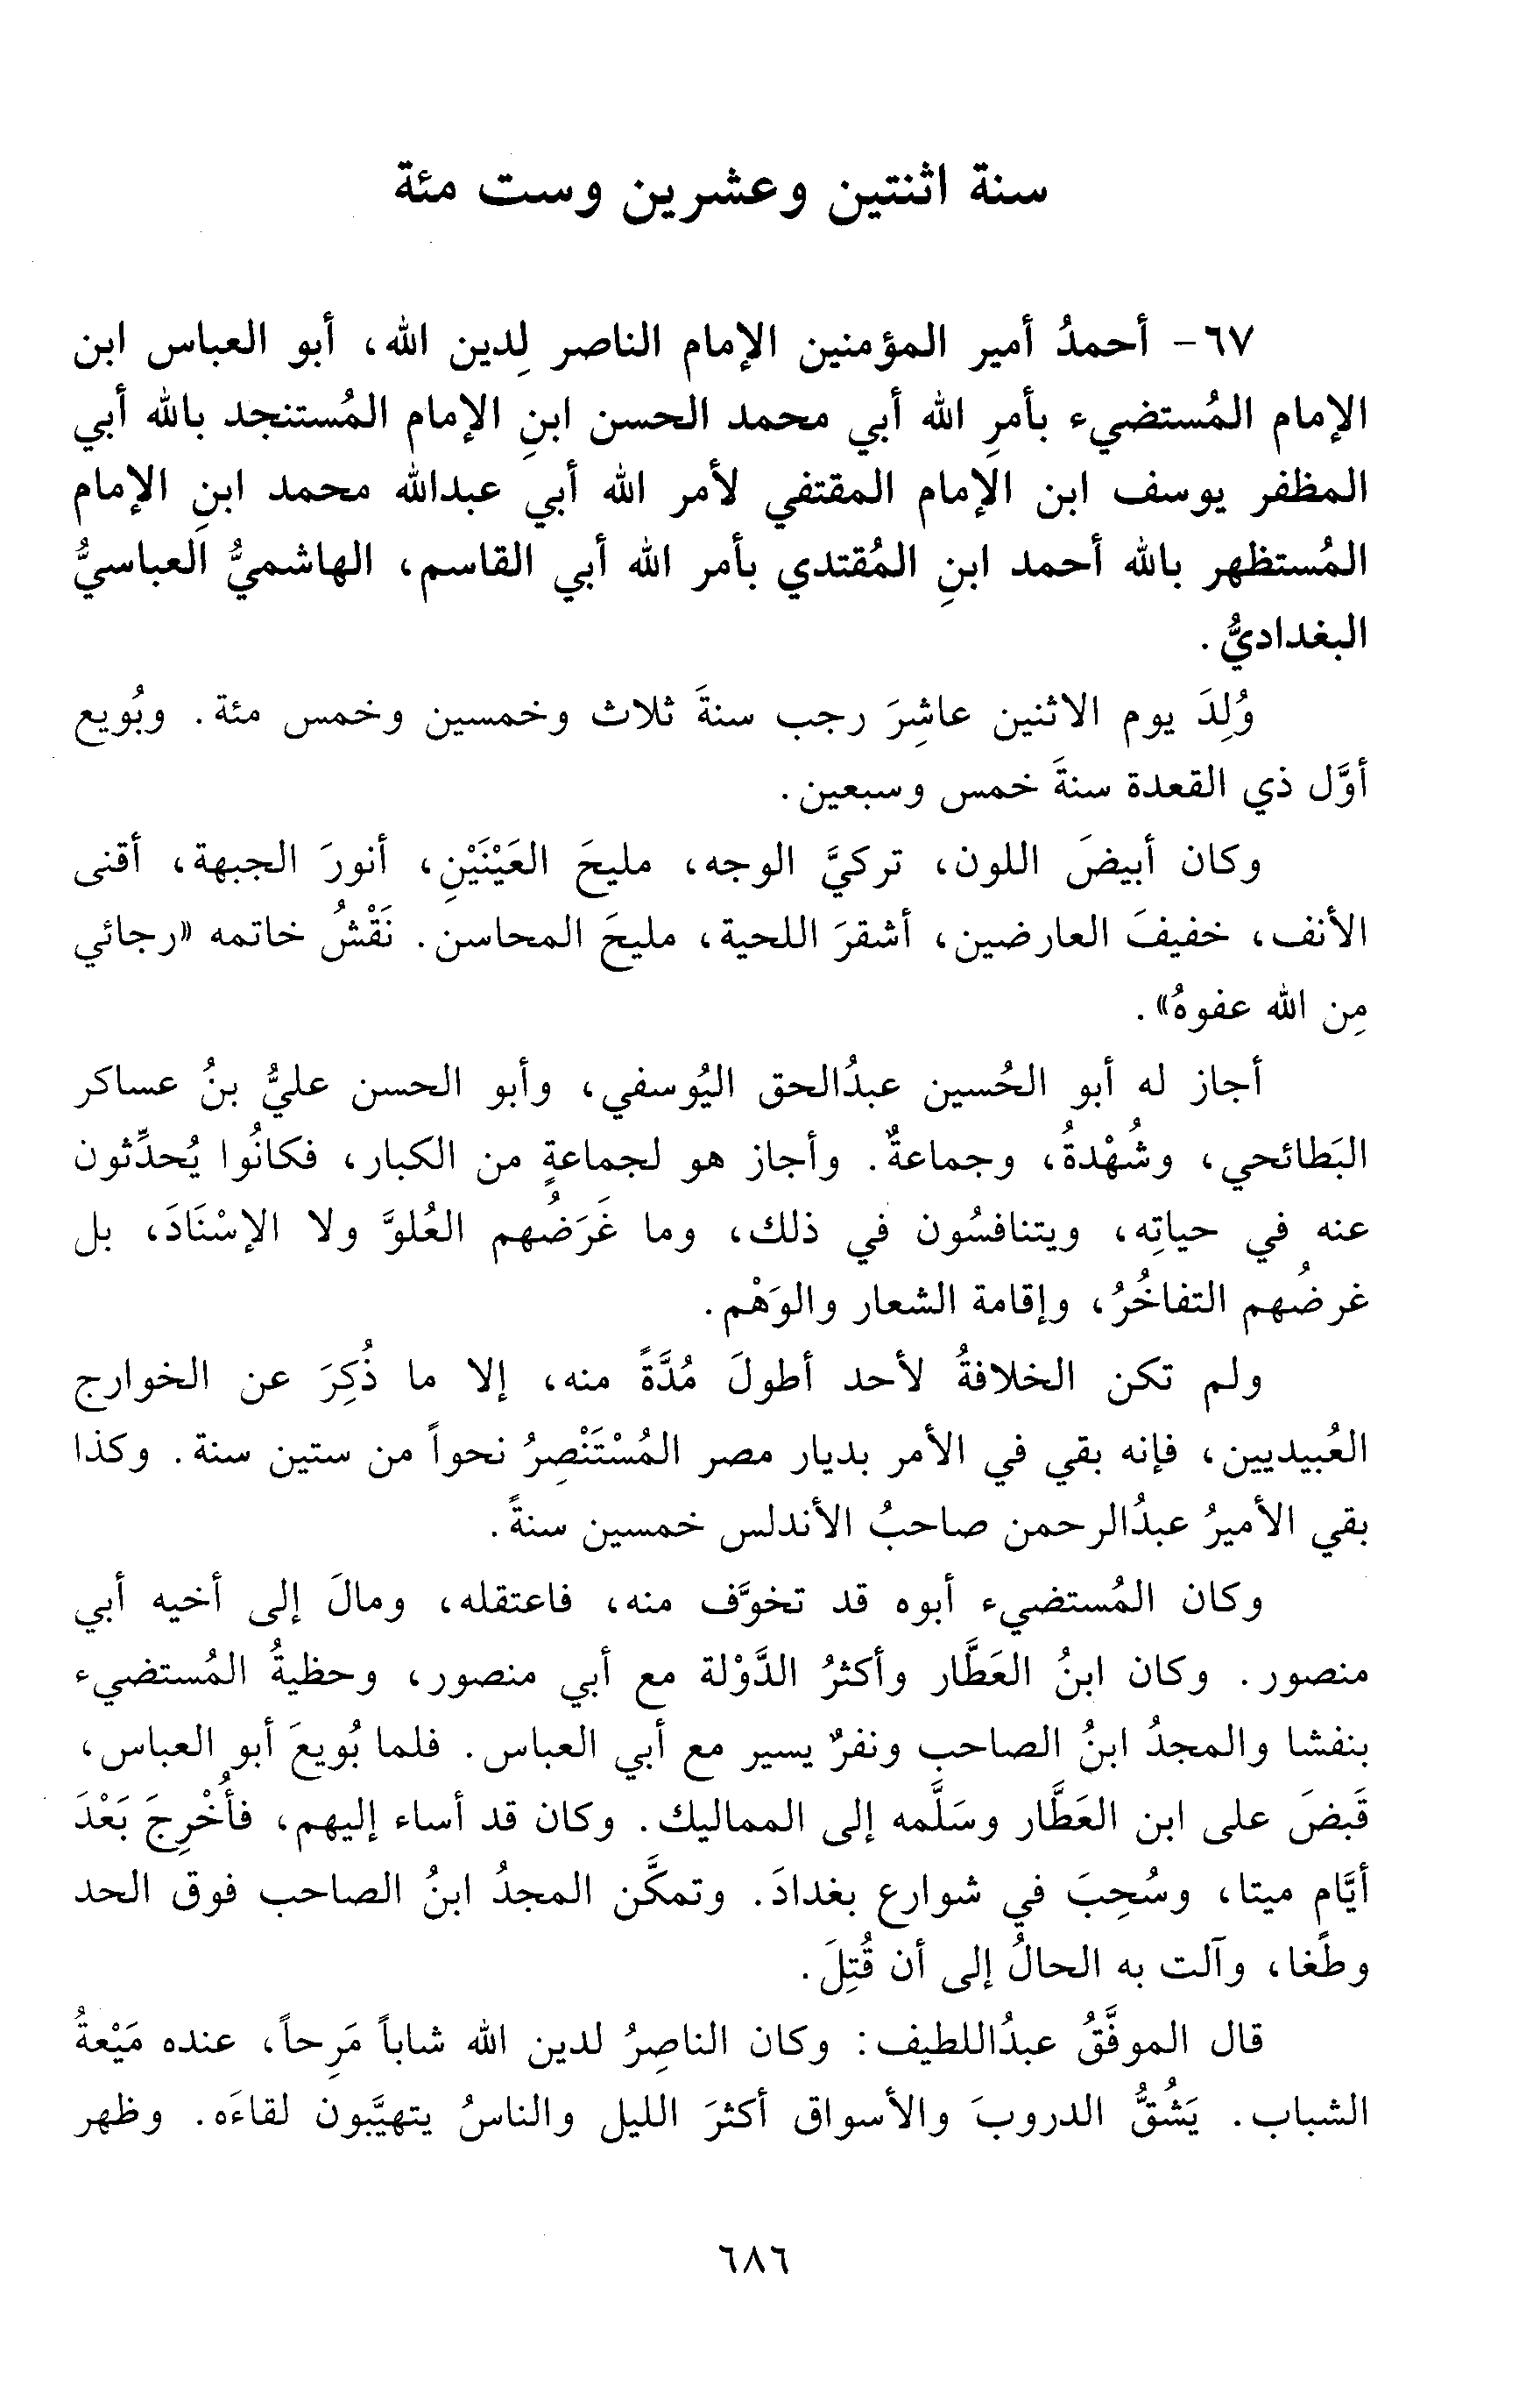 سنة اثنتين وعشرين وست مئة
٦٧- أحمدُ أمير المؤمنين الإمام الناصر لِدين الله، أبو العباس ابن
الإمام المُستضيء بأمرِ الله أبي محمد الحسن ابنِ الإمام المُستنجد بالله أبي
المظفر يوسف ابن الإمام المقتفي لأمر الله أبي عبدالله محمد ابنِ الإمام
المُستظهر بالله أحمد ابنِ المُقتدي بأمر الله أبي القاسم، الهاشميُّ العباسيُّ
البغداديُّ.
وُلِدَ يوم الاثنين عاشِرَ رجب سنةَ ثلاث وخمسين وخمس مئة. وبُويع
أوَّل ذي القعدة سنةَ خمس وسبعين.
وكان أبيضَ اللون، تركيَّ الوجه، مليحَ العَيْنَيْنِ، أنورَ الجبهة، أقنى
الأنف، خفيفَ العارضين، أشقرَ اللحية، مليحَ المحاسن. نَقْشُ خاتمه «رجائي
مِن الله عفوهُ».
أجاز له أبو الحُسين عبدُالحق اليُوسفي، وأبو الحسن عليُّ بنُ عساكر
البَطائحي، وشُهْدةُ، وجماعةٌ. وأجاز هو لجماعةٍ من الكبار، فكانُوا يُحدِّثون
عنه في حياتِه، ويتنافسُون في ذلك، وما غَرَضُهم العُلوَّ ولا الإسْنَادَ، بل
غرضُهم التفاخُرُ، وإقامة الشعار والوَهْم.
ولم تكن الخلافةُ لأحد أطولَ مُدَّةً منه، إلا ما ذُكِرَ عن الخوارج
العُبيديين، فإنه بقي في الأمر بديار مصر المُسْتَنْصِرُ نحواً من ستين سنة. وكذا
بقي الأميرُ عبدُالرحمن صاحبُ الأندلس خمسين سنةً.
وكان المُستضيء أبوه قد تخوَّف منه، فاعتقله، ومالَ إلى أخيه أبي
منصور. وكان ابنُ العَطَّار وأكثرُ الدَّوْلة مع أبي منصور، وحظيةُ المُستضيء
بنفشا والمجدُ ابنُ الصاحب ونفرٌ يسير مع أبي العباس. فلما بُويعَ أبو العباس،
قَبضَ على ابن العَطَّار وسَلَّمه إلى المماليك. وكان قد أساء إليهم، فأُخْرِجَ بَعْدَ
أيَّام ميتا، وسُحِبَ في شوارع بغدادَ. وتمكَّن المجدُ ابنُ الصاحب فوق الحد
وطغا، وآلت به الحالُ إلى أن قُتِلَ.
قال الموفَّقُ عبدُاللطيف: وكان الناصِرُ لدين الله شاباً مَرِحاً، عنده مَيْعةُ
الشباب. يَشُقُّ الدروبَ والأسواق أكثرَ الليل والناسُ يتهيَّبون لقاءَه. وظهر
٦٨٦